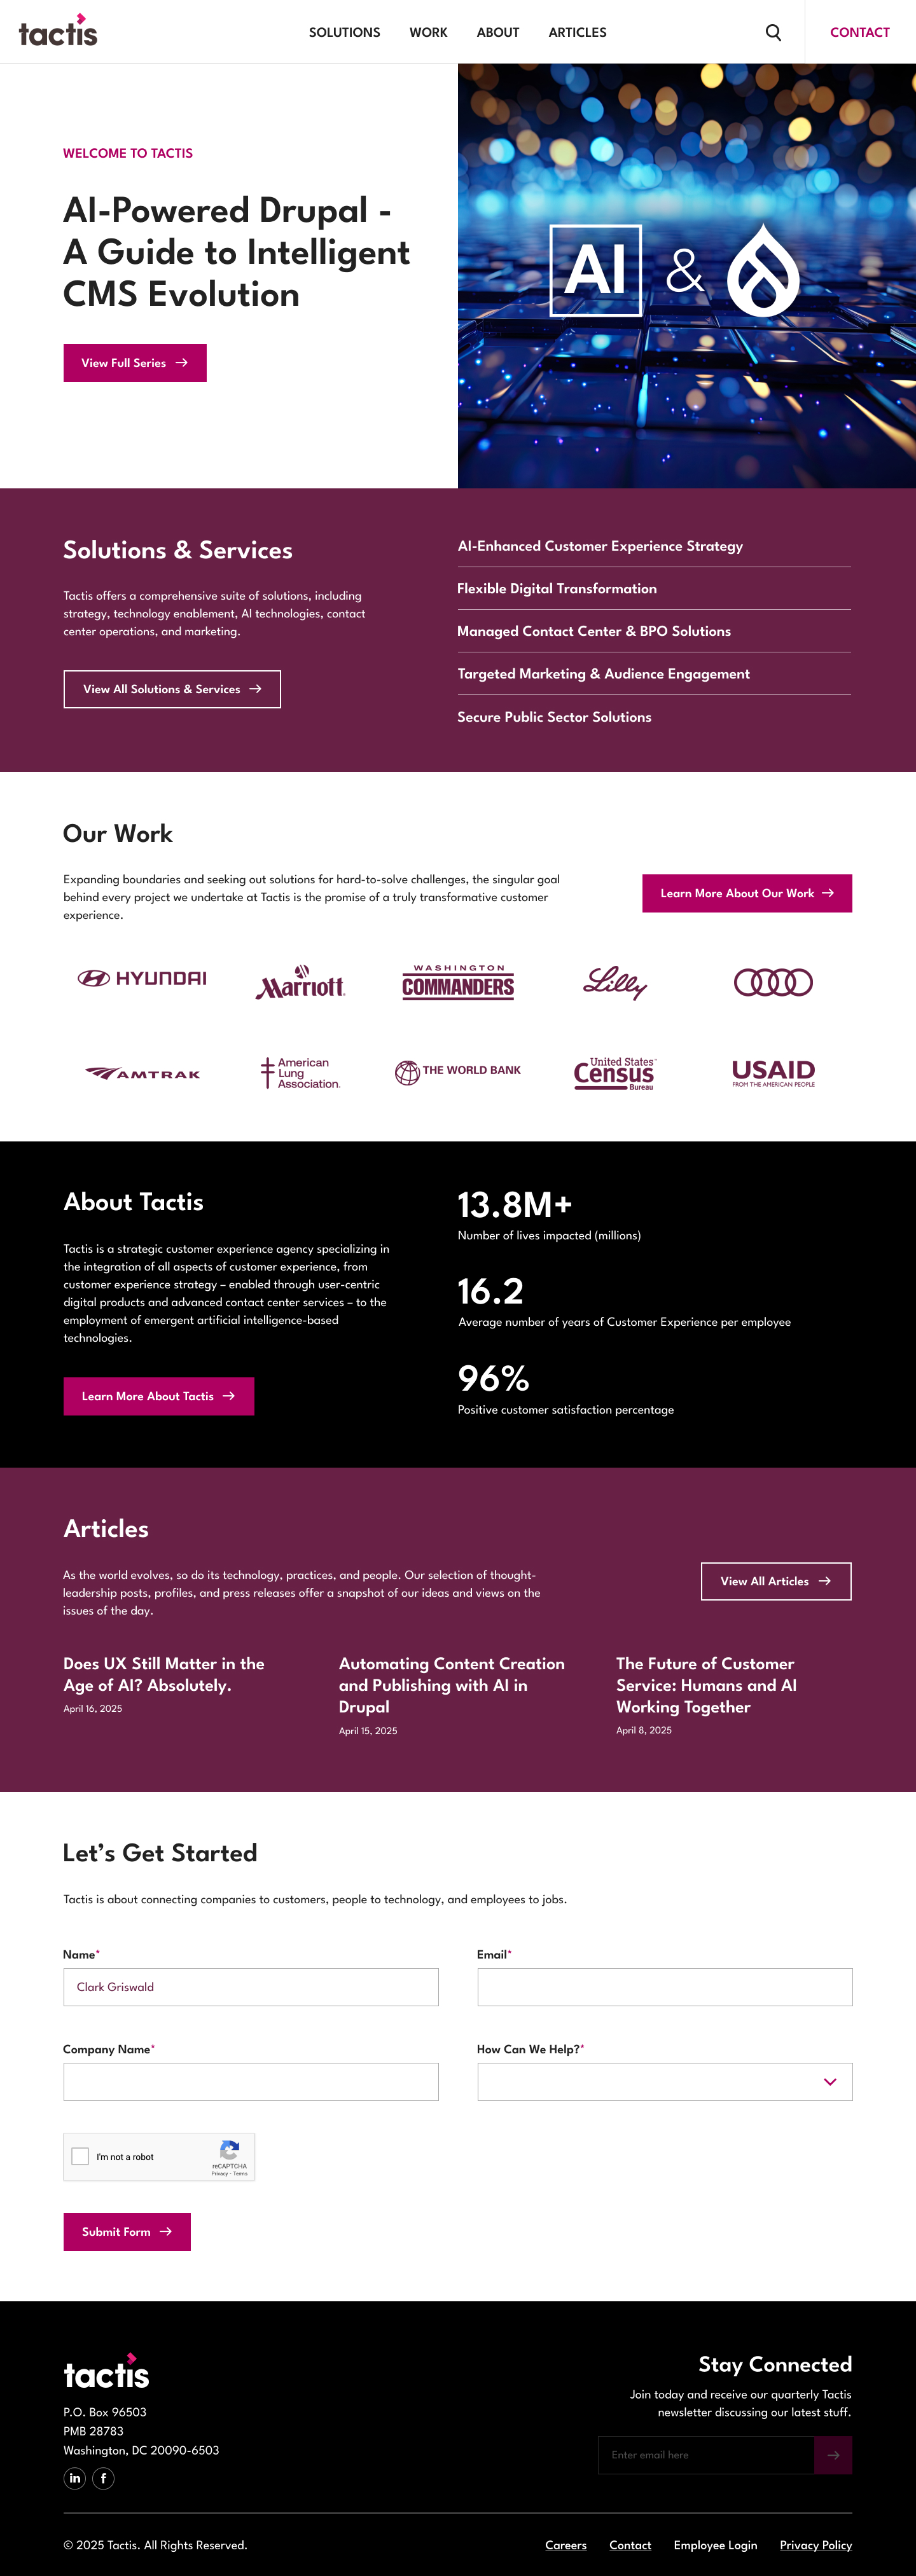 tactis
SOLUTIONS
WORK
ABOUT
ARTICLES
CONTACT
WELCOME TO TACTIS
AI-Powered Drupal -
A Guide to Intelligent
CMS Evolution
View Full Series
AI &
Solutions & Services
Tactis offers a comprehensive suite of solutions, including
strategy, technology enablement, AI technologies, contact
center operations, and marketing.
View All Solutions & Services
AI-Enhanced Customer Experience Strategy
Flexible Digital Transformation
Managed Contact Center & BPO Solutions
Targeted Marketing & Audience Engagement
Secure Public Sector Solutions
Our Work
Expanding boundaries and seeking out solutions for hard-to-solve challenges, the singular goal
behind every project we undertake at Tactis is the promise of a truly transformative customer
experience.
Learn More About Our Work
HYUNDAI
Marriott
WASHINGTON
COMMANDERS
Lilly
AMTRAK
American
Lung
Association.
THE WORLD BANK
United States™
Census
Bureau
USAID
FROM THE AMERICAN PEOPLE
About Tactis
Tactis is a strategic customer experience agency specializing in
the integration of all aspects of customer experience, from
customer experience strategy – enabled through user-centric
digital products and advanced contact center services – to the
employment of emergent artificial intelligence-based
technologies.
Learn More About Tactis
13.8M+
Number of lives impacted (millions)
16.2
Average number of years of Customer Experience per employee
96%
Positive customer satisfaction percentage
Articles
As the world evolves, so do its technology, practices, and people. Our selection of thought-
leadership posts, profiles, and press releases offer a snapshot of our ideas and views on the
issues of the day.
View All Articles
Does UX Still Matter in the
Age of AI? Absolutely.
April 16, 2025
Automating Content Creation
and Publishing with AI in
Drupal
April 15, 2025
The Future of Customer
Service: Humans and AI
Working Together
April 8, 2025
Let’s Get Started
Tactis is about connecting companies to customers, people to technology, and employees to jobs.
Name*
Clark Griswald
Email*
Company Name*
How Can We Help?*
I'm not a robot
reCAPTCHA
Privacy - Terms
Submit Form
tactis
P.O. Box 96503
PMB 28783
Washington, DC 20090-6503
in f
Stay Connected
Join today and receive our quarterly Tactis
newsletter discussing our latest stuff.
Enter email here
© 2025 Tactis. All Rights Reserved.
Careers
Contact
Employee Login
Privacy Policy